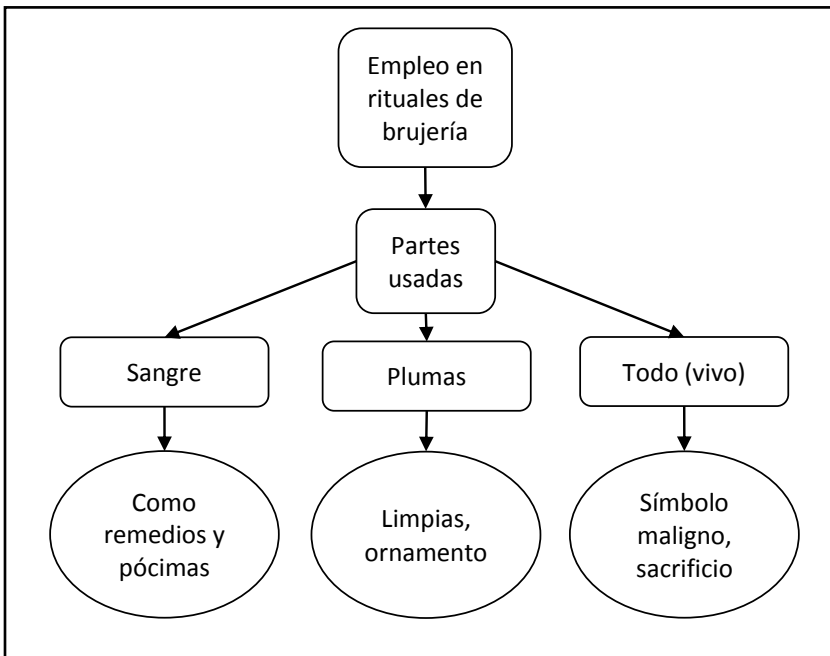 Empleo en
rituales de
brujería
Partes
usadas
Sangre
Plumas
Todo (vivo)
Como
remedios y
pócimas
Limpias,
ornamento
Símbolo
maligno,
sacrificio